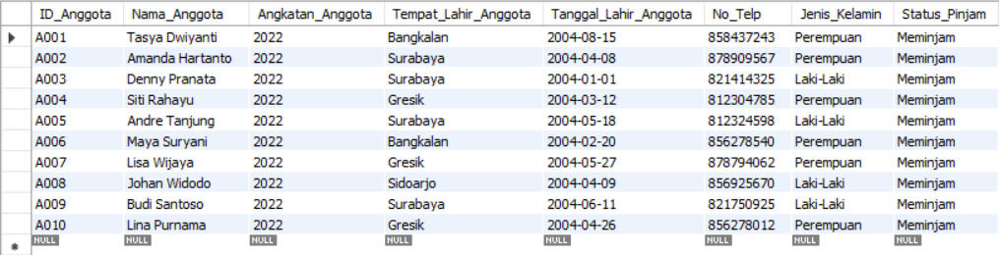 ID_Anggota Nama_Anggota Angkatan_Anggota Tempat_Lahir_Anggota Tanggal_Lahir_Anggota No_Telp Jenis_Kelamin Status_Pinjam
A001 Tasya Dwiyanti 2022 Bangkalan 2004-08-15 858437243 Perempuan Meminjam
A002 Amanda Hartanto 2022 Surabaya 2004-04-08 878909567 Perempuan Meminjam
A003 Denny Pranata 2022 Surabaya 2004-01-01 821414325 Laki-Laki Meminjam
A004 Siti Rahayu 2022 Gresik 2004-03-12 812304785 Perempuan Meminjam
A005 Andre Tanjung 2022 Surabaya 2004-05-18 812324598 Laki-Laki Meminjam
A006 Maya Suryani 2022 Bangkalan 2004-02-20 856278540 Perempuan Meminjam
A007 Lisa Wijaya 2022 Gresik 2004-05-27 878794062 Perempuan Meminjam
A008 Johan Widodo 2022 Sidoarjo 2004-04-09 856925670 Laki-Laki Meminjam
A009 Budi Santoso 2022 Surabaya 2004-06-11 821750925 Laki-Laki Meminjam
A010 Lina Purnama 2022 Gresik 2004-04-26 856278012 Perempuan Meminjam
NULL NULL NULL NULL NULL NULL NULL NULL